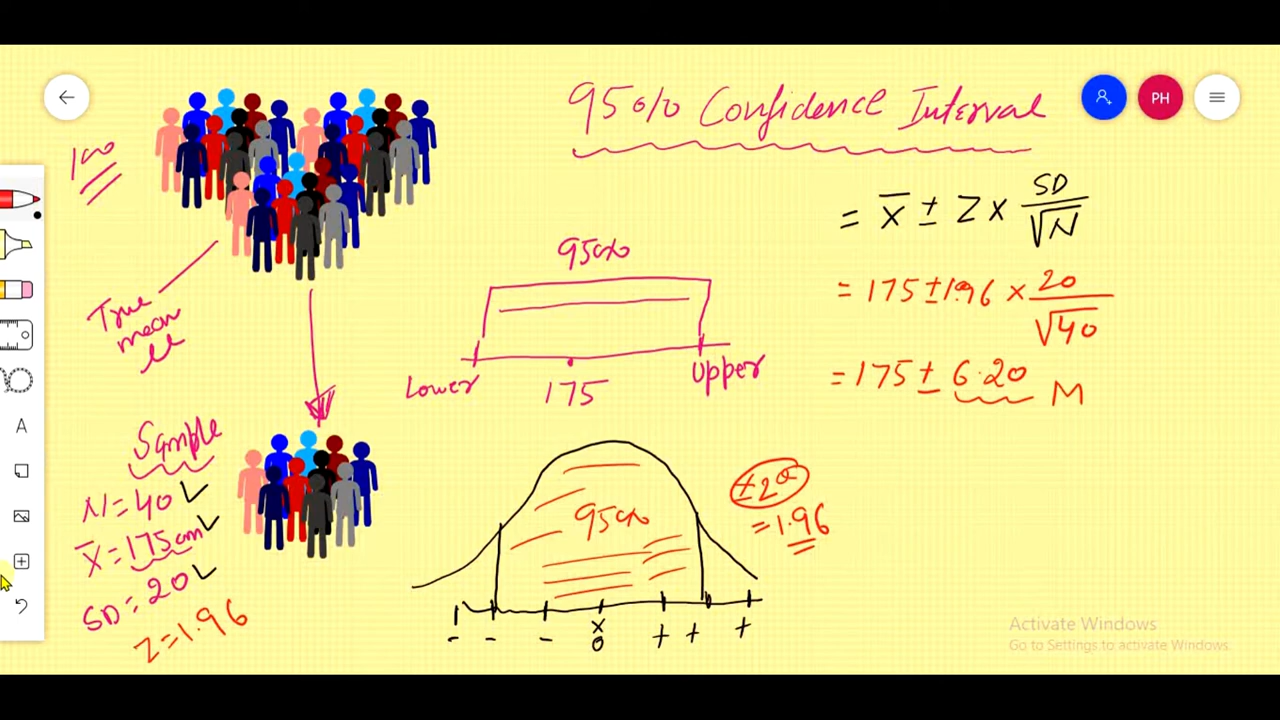 95% Confidence Interval
100
= X̄ ± Z × SD/√N
95%
= 175 ± 1.96 × 20/√40
True
mean
μ
= 175 ± 6.20 M
Lower
175
Upper
Sample
N = 40 ✓
X̄ = 175 cm ✓
SD = 20 ✓
Z = 1.96
95%
±2σ
= 1.96
- - - X + + +
0
PH
A
Activate Windows
Go to Settings to activate Windows.